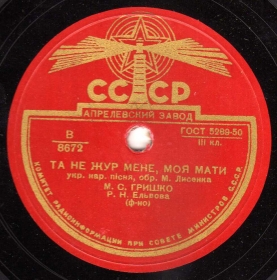 СССР
АПРЕЛЕВСКИЙ ЗАВОД
В
8672
ГОСТ 5289-50
III кл.
ТА НЕ ЖУР МЕНЕ, МОЯ МАТИ
укр. нар. пісня, обр. М. Лисенка
М. С. ГРИШКО
Р. Н. Ельвова
(ф-но)
КОМИТЕТ РАДИОИНФОРМАЦИИ ПРИ СОВЕТЕ МИНИСТРОВ СССР